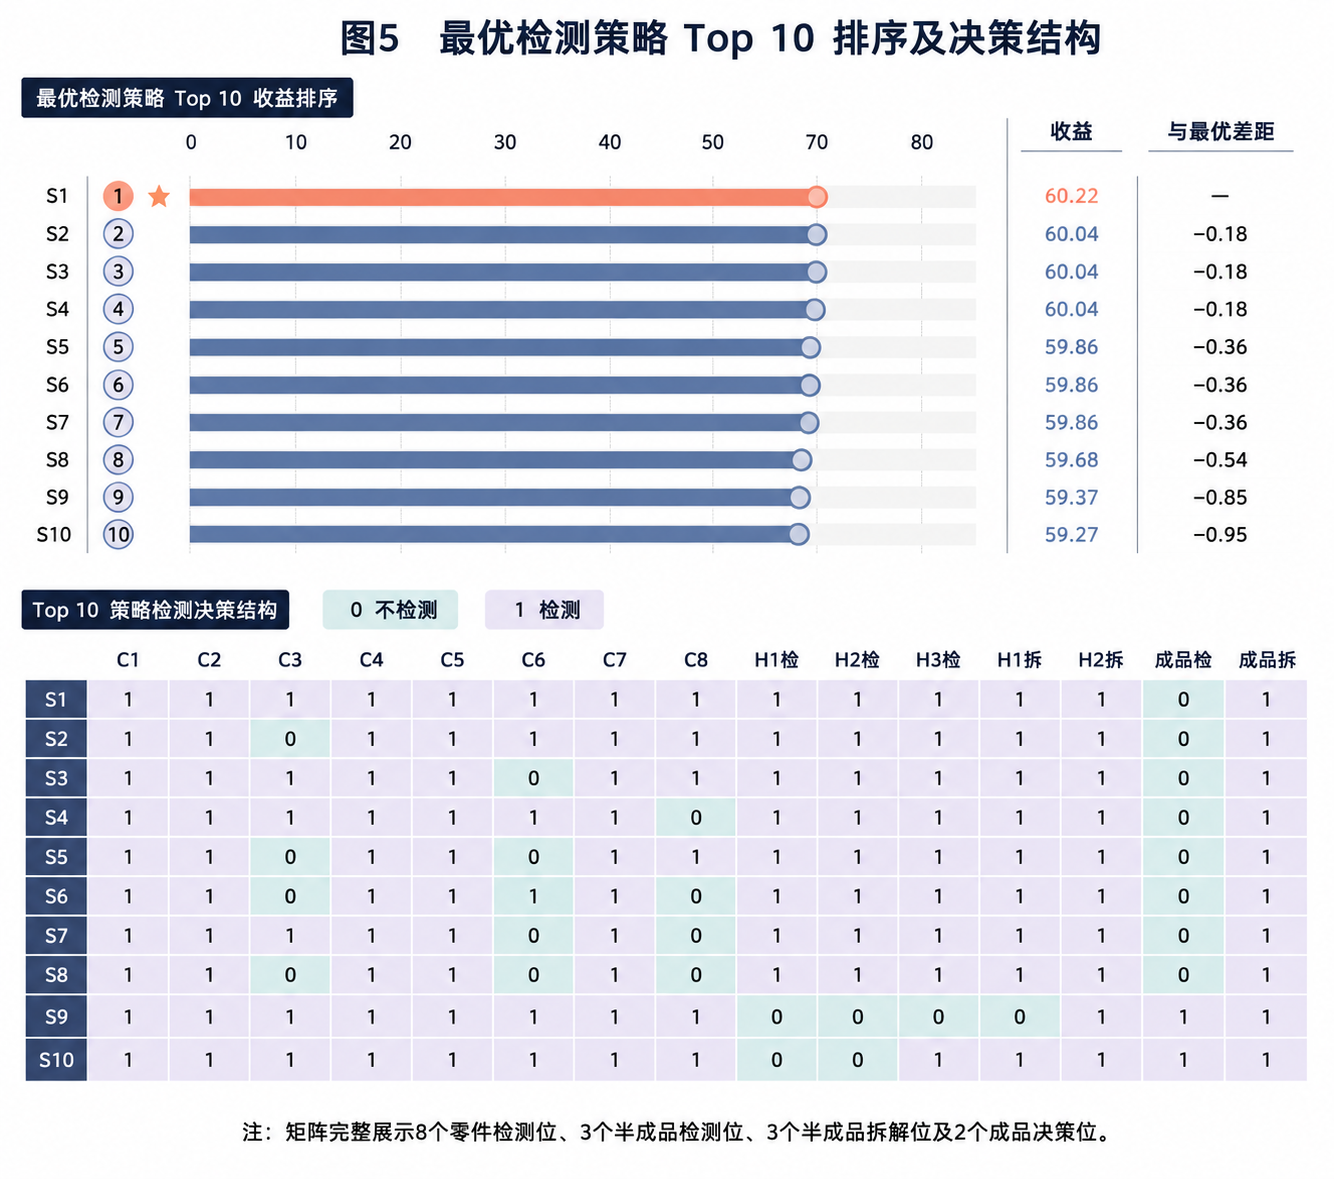 图5 最优检测策略 Top 10 排序及决策结构
最优检测策略 Top 10 收益排序
0 10 20 30 40 50 70 80 收益 与最优差距
S1 1 60.22 —
S2 2 60.04 −0.18
S3 3 60.04 −0.18
S4 4 60.04 −0.18
S5 5 59.86 −0.36
S6 6 59.86 −0.36
S7 7 59.86 −0.36
S8 8 59.68 −0.54
S9 9 59.37 −0.85
S10 10 59.27 −0.95
Top 10 策略检测决策结构 0 不检测 1 检测
C1 C2 C3 C4 C5 C6 C7 C8 H1检 H2检 H3检 H1拆 H2拆 成品检 成品拆
S1 1 1 1 1 1 1 1 1 1 1 1 1 1 0 1
S2 1 1 0 1 1 1 1 1 1 1 1 1 1 0 1
S3 1 1 1 1 1 0 1 1 1 1 1 1 1 0 1
S4 1 1 1 1 1 1 1 0 1 1 1 1 1 0 1
S5 1 1 0 1 1 0 1 1 1 1 1 1 1 0 1
S6 1 1 0 1 1 1 1 0 1 1 1 1 1 0 1
S7 1 1 1 1 1 0 1 0 1 1 1 1 1 0 1
S8 1 1 0 1 1 0 1 0 1 1 1 1 1 0 1
S9 1 1 1 1 1 1 1 1 0 0 0 0 1 1 1
S10 1 1 1 1 1 1 1 1 0 0 1 1 1 1 1
注：矩阵完整展示8个零件检测位、3个半成品检测位、3个半成品拆解位及2个成品决策位。